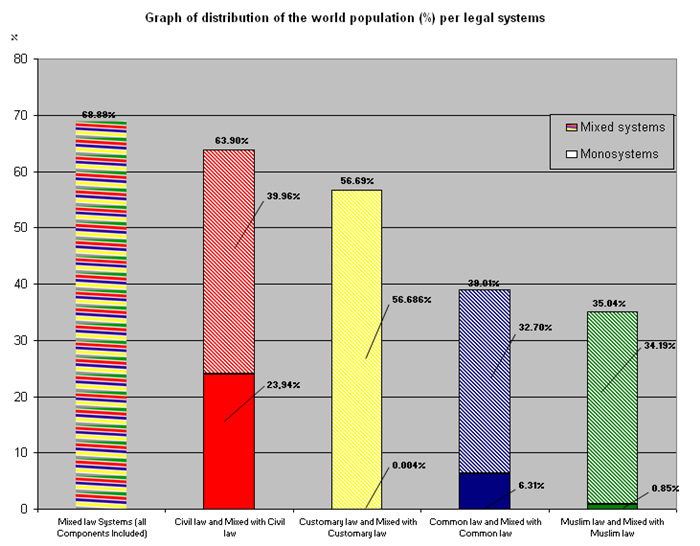 Graph of distribution of the world population (%) per legal systems
%
80
70
60
50
40
30
20
10
0
68.89%
63.90%
39.96%
23,94%
56.69%
56.686%
0.004%
39.01%
32.70%
6.31%
35.04%
34.19%
0.85%
Mixed systems
Monosystems
Mixed law Systems (all
Components Included)
Civil law and Mixed with Civil
law
Customary law and Mixed with
Customary law
Common law and Mixed with
Common law
Muslim law and Mixed with
Muslim law